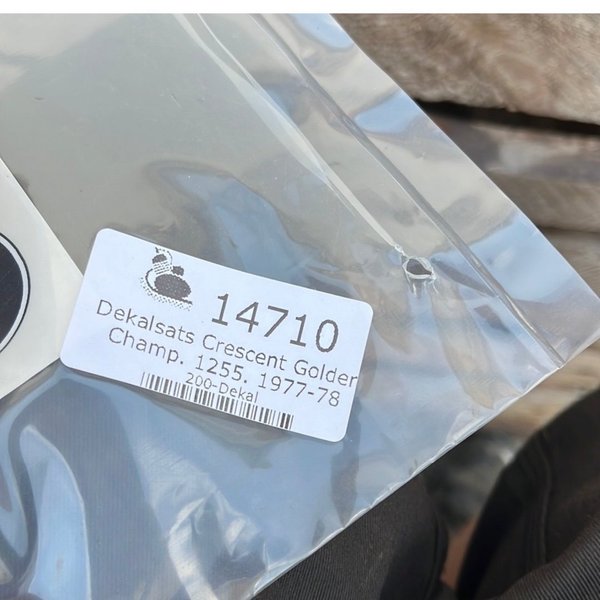 14710
Dekalsats Crescent Golder
Champ. 1255. 1977-78
200-Dekal